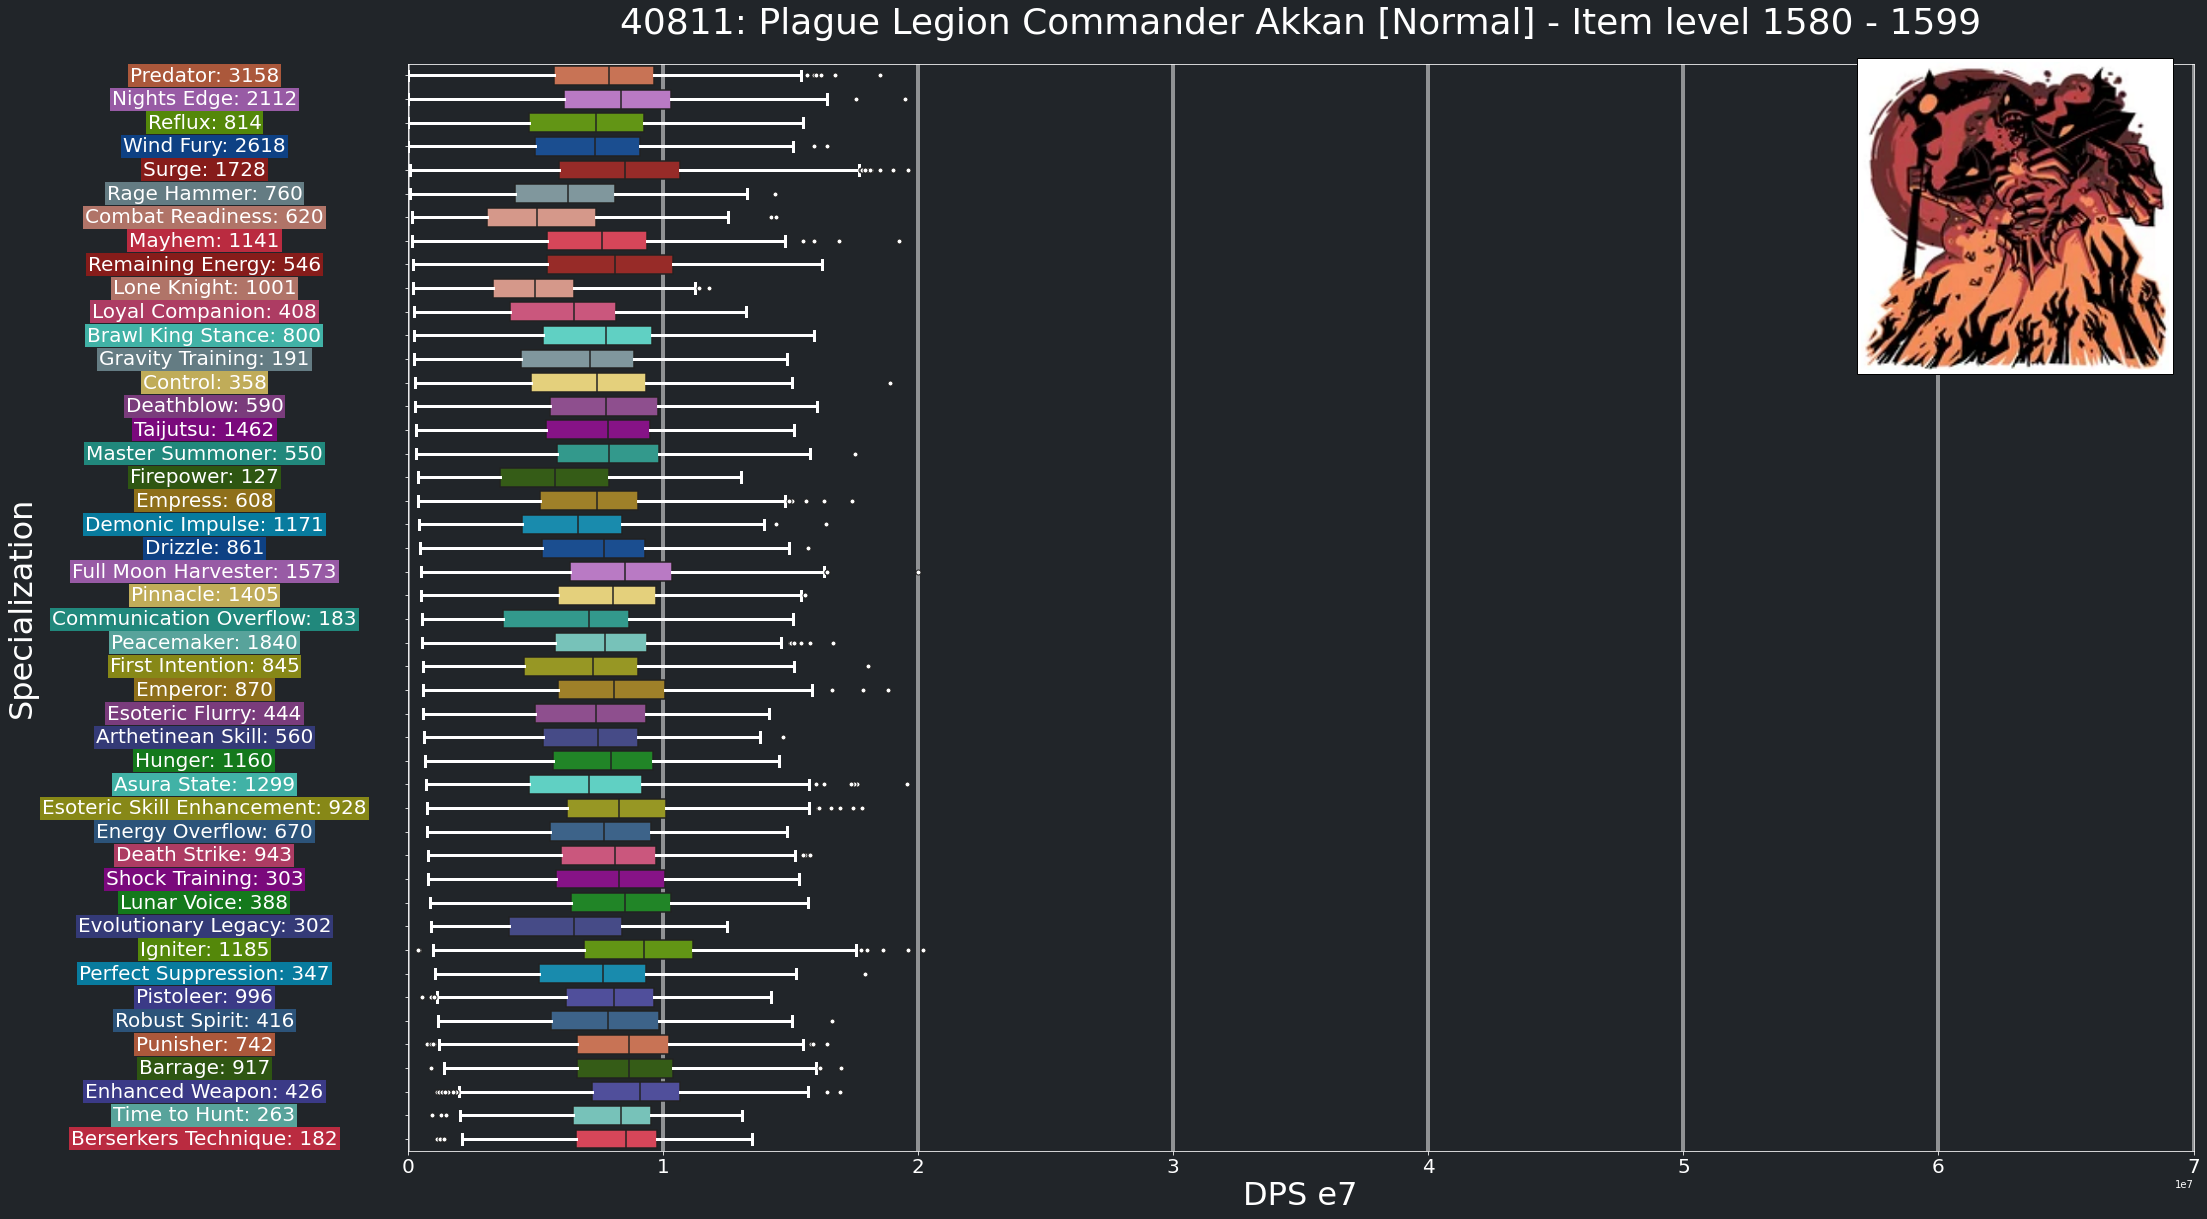 40811: Plague Legion Commander Akkan [Normal] - Item level 1580 - 1599
Specialization
Predator: 3158
Nights Edge: 2112
Reflux: 814
Wind Fury: 2618
Surge: 1728
Rage Hammer: 760
Combat Readiness: 620
Mayhem: 1141
Remaining Energy: 546
Lone Knight: 1001
Loyal Companion: 408
Brawl King Stance: 800
Gravity Training: 191
Control: 358
Deathblow: 590
Taijutsu: 1462
Master Summoner: 550
Firepower: 127
Empress: 608
Demonic Impulse: 1171
Drizzle: 861
Full Moon Harvester: 1573
Pinnacle: 1405
Communication Overflow: 183
Peacemaker: 1840
First Intention: 845
Emperor: 870
Esoteric Flurry: 444
Arthetinean Skill: 560
Hunger: 1160
Asura State: 1299
Esoteric Skill Enhancement: 928
Energy Overflow: 670
Death Strike: 943
Shock Training: 303
Lunar Voice: 388
Evolutionary Legacy: 302
Igniter: 1185
Perfect Suppression: 347
Pistoleer: 996
Robust Spirit: 416
Punisher: 742
Barrage: 917
Enhanced Weapon: 426
Time to Hunt: 263
Berserkers Technique: 182
0 1 2 3 4 5 6 7
1e7
DPS e7